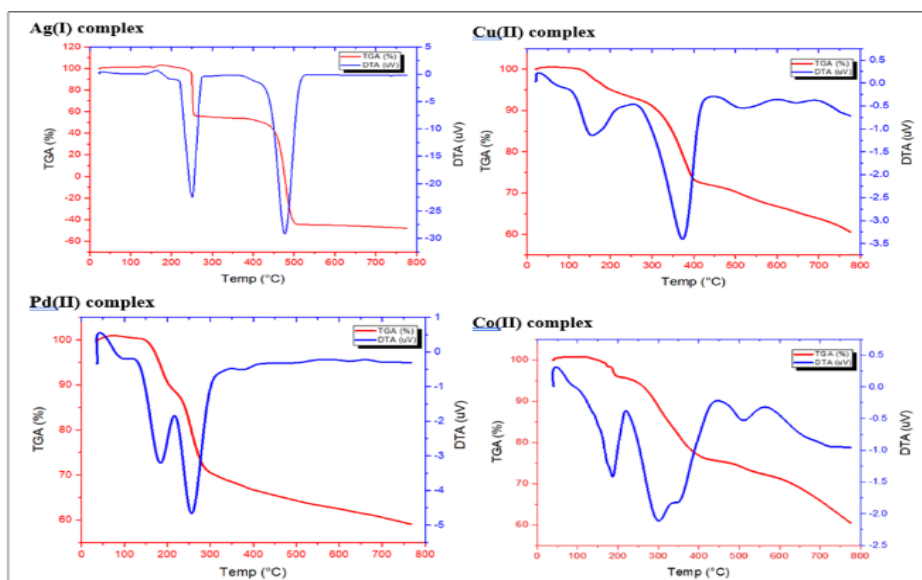 Ag(I) complex
120
100
80
60
40
20
0
-20
-40
-60
TGA (%)
TGA (%)
DTA (uV)
5
0
-5
-10
-15
-20
-25
-30
DTA (uV)
0 100 200 300 400 500 600 700 800
Temp (°C)
Cu(II) complex
100
90
80
70
60
TGA (%)
TGA (%)
DTA (uV)
0.5
0.0
-0.5
-1.0
-1.5
-2.0
-2.5
-3.0
-3.5
DTA (uV)
0 100 200 300 400 500 600 700 800
Temp (°C)
Pd(II) complex
100
90
80
70
60
TGA (%)
TGA (%)
DTA (uV)
1
0
-1
-2
-3
-4
-5
DTA (uV)
0 100 200 300 400 500 600 700 800
Temp (°C)
Co(II) complex
100
90
80
70
60
TGA (%)
TGA (%)
DTA (uV)
0.5
0.0
-0.5
-1.0
-1.5
-2.0
-2.5
DTA (uV)
0 100 200 300 400 500 600 700 800
Temp (°C)